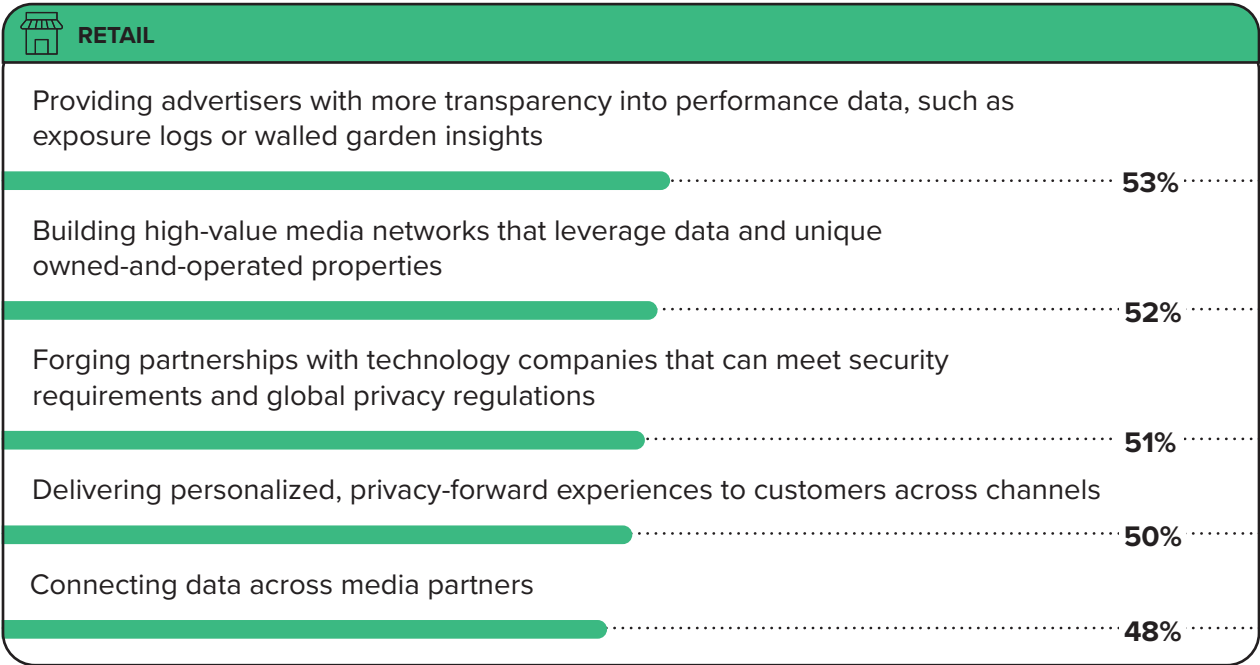 RETAIL
Providing advertisers with more transparency into performance data, such as
exposure logs or walled garden insights
53%
Building high-value media networks that leverage data and unique
owned-and-operated properties
52%
Forging partnerships with technology companies that can meet security
requirements and global privacy regulations
51%
Delivering personalized, privacy-forward experiences to customers across channels
50%
Connecting data across media partners
48%